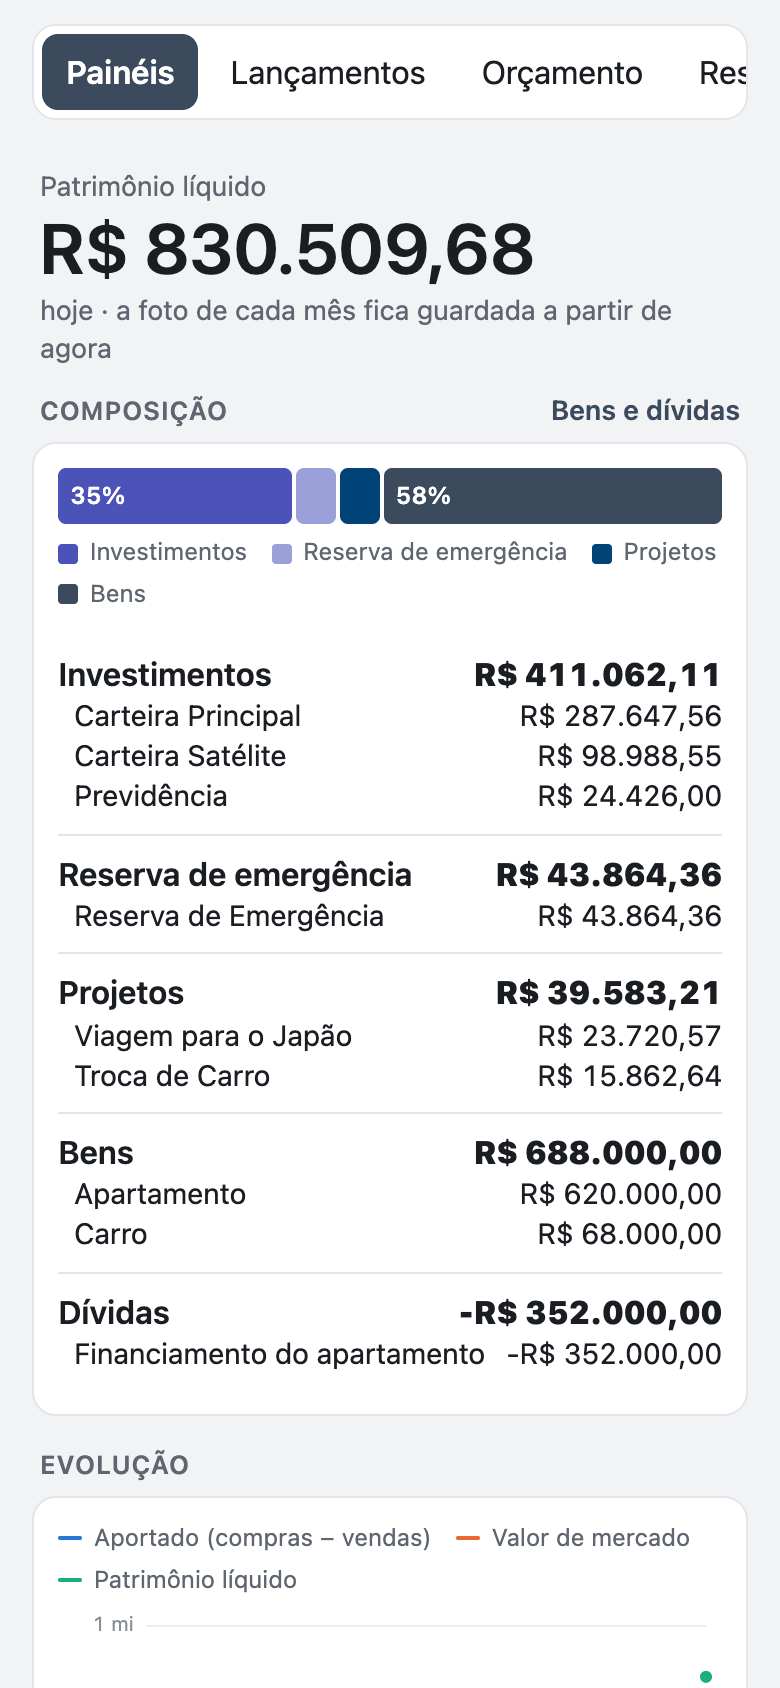 Painéis Lançamentos Orçamento Res
Patrimônio líquido
R$ 830.509,68
hoje · a foto de cada mês fica guardada a partir de
agora
COMPOSIÇÃO Bens e dívidas
35% 58%
Investimentos Reserva de emergência Projetos
Bens
Investimentos R$ 411.062,11
Carteira Principal R$ 287.647,56
Carteira Satélite R$ 98.988,55
Previdência R$ 24.426,00
Reserva de emergência R$ 43.864,36
Reserva de Emergência R$ 43.864,36
Projetos R$ 39.583,21
Viagem para o Japão R$ 23.720,57
Troca de Carro R$ 15.862,64
Bens R$ 688.000,00
Apartamento R$ 620.000,00
Carro R$ 68.000,00
Dívidas -R$ 352.000,00
Financiamento do apartamento -R$ 352.000,00
EVOLUÇÃO
Aportado (compras – vendas) Valor de mercado
Patrimônio líquido
1 mi